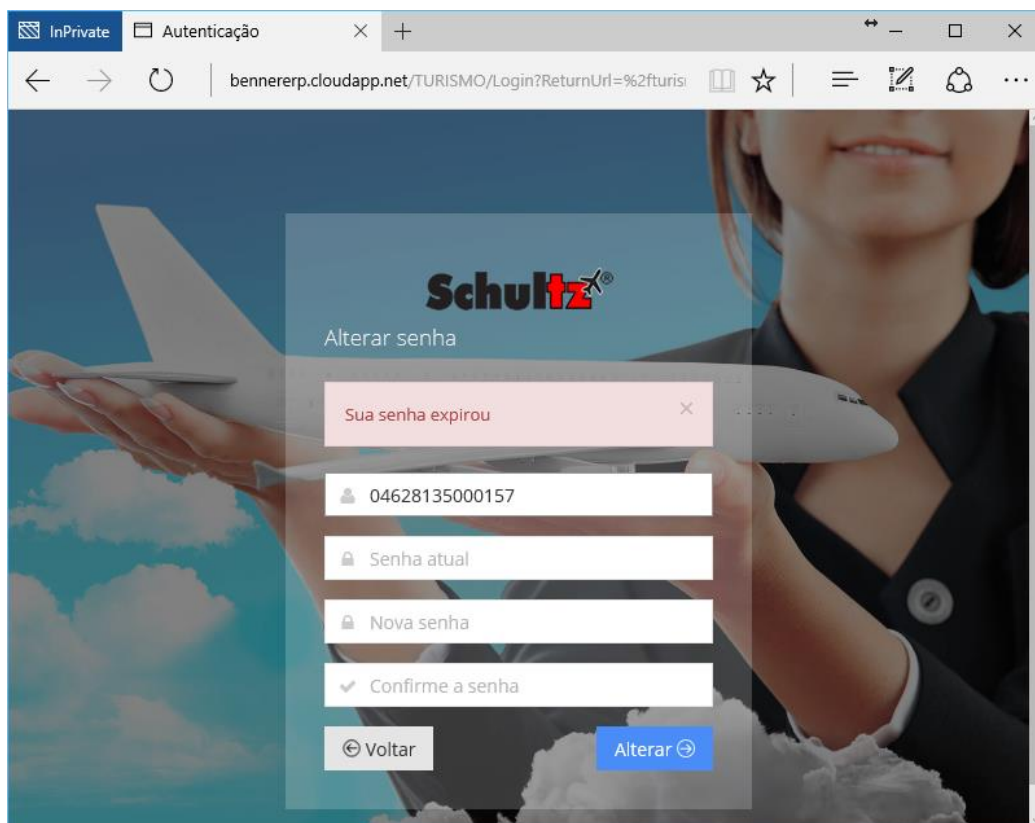 InPrivate
Autenticação
bennererp.cloudapp.net/TURISMO/Login?ReturnUrl=%2fturis
Schultz®
Alterar senha
Sua senha expirou
04628135000157
Senha atual
Nova senha
Confirme a senha
Voltar
Alterar